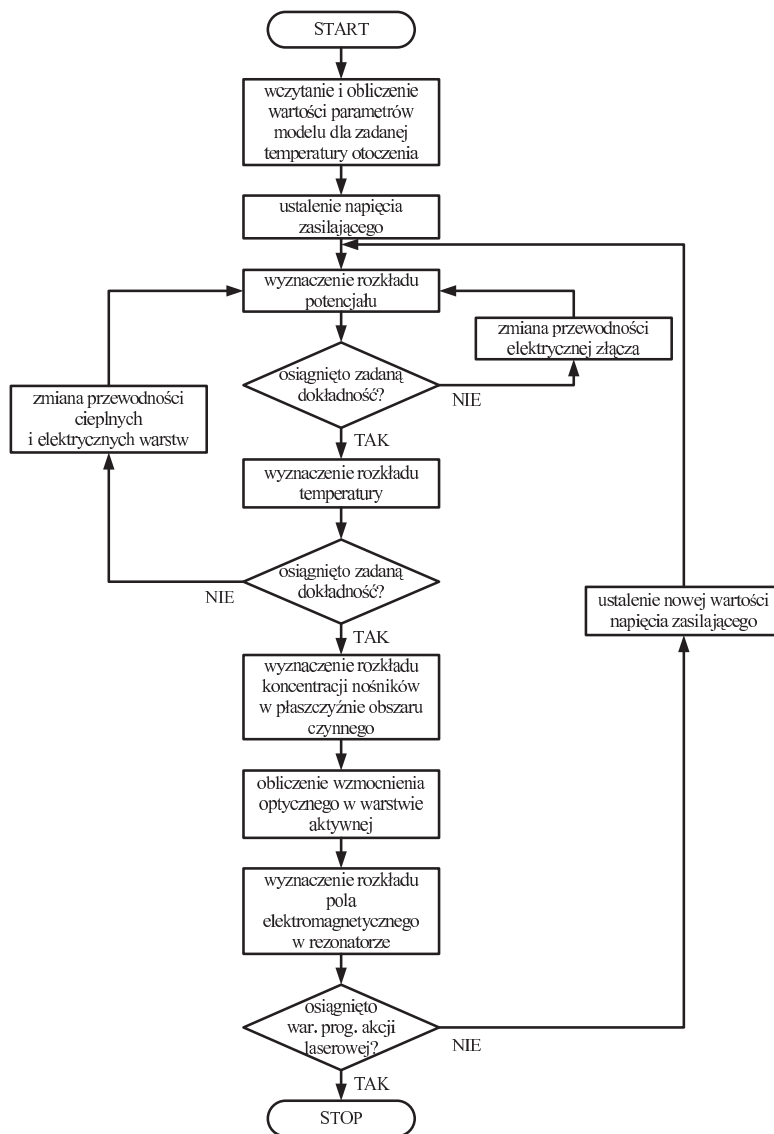 START
wczytanie i obliczenie
wartości parametrów
modelu dla zadanej
temperatury otoczenia
ustalenie napięcia
zasilającego
wyznaczenie rozkładu
potencjału
zmiana przewodności
elektrycznej złącza
osiągnięto zadaną
dokładność?
NIE
zmiana przewodności
cieplnych
i elektrycznych warstw
TAK
wyznaczenie rozkładu
temperatury
osiągnięto zadaną
dokładność?
NIE
ustalenie nowej wartości
napięcia zasilającego
TAK
wyznaczenie rozkładu
koncentracji nośników
w płaszczyźnie obszaru
czynnego
obliczenie wzmocnienia
optycznego w warstwie
aktywnej
wyznaczenie rozkładu
pola
elektromagnetycznego
w rezonatorze
osiągnięto
war. prog. akcji
laserowej?
NIE
TAK
STOP